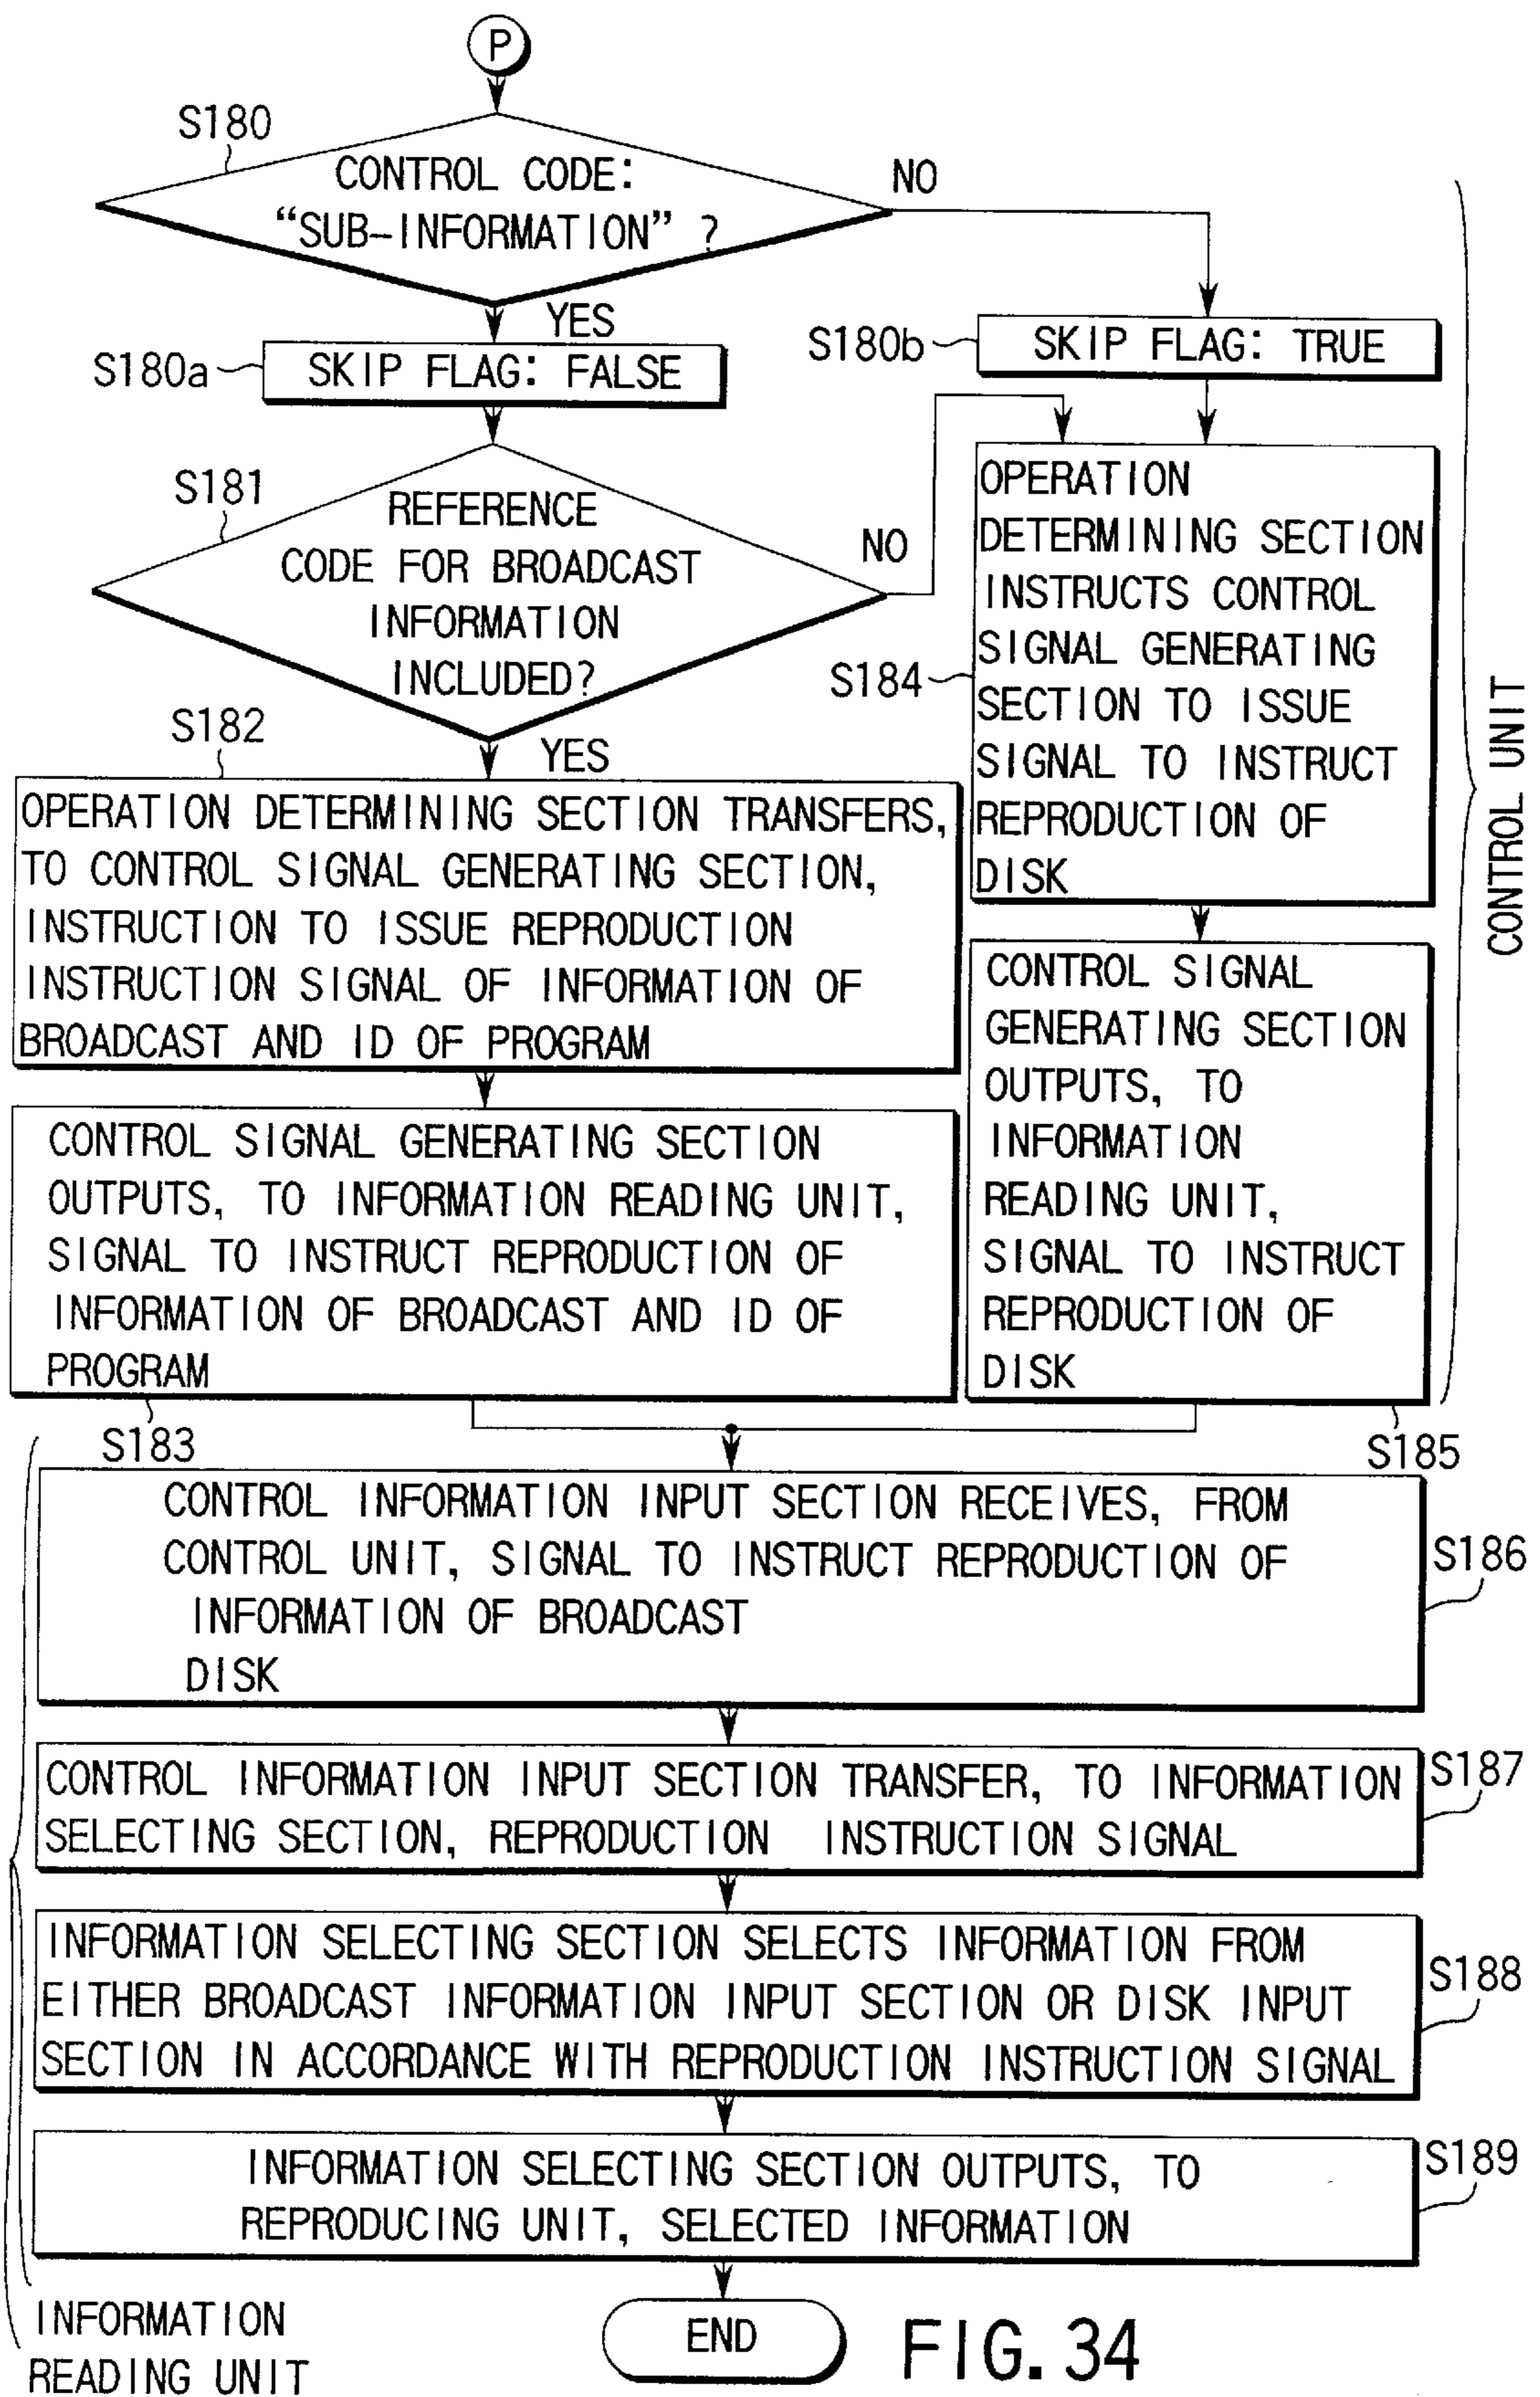 P
S180
CONTROL CODE:
“SUB-INFORMATION” ?
NO
YES
S180a
SKIP FLAG: FALSE
S180b
SKIP FLAG: TRUE
S181
REFERENCE
CODE FOR BROADCAST
INFORMATION
INCLUDED?
NO
YES
S184
OPERATION
DETERMINING SECTION
INSTRUCTS CONTROL
SIGNAL GENERATING
SECTION TO ISSUE
SIGNAL TO INSTRUCT
REPRODUCTION OF
DISK
CONTROL UNIT
S182
OPERATION DETERMINING SECTION TRANSFERS,
TO CONTROL SIGNAL GENERATING SECTION,
INSTRUCTION TO ISSUE REPRODUCTION
INSTRUCTION SIGNAL OF INFORMATION OF
BROADCAST AND ID OF PROGRAM
CONTROL SIGNAL GENERATING SECTION
OUTPUTS, TO INFORMATION READING UNIT,
SIGNAL TO INSTRUCT REPRODUCTION OF
INFORMATION OF BROADCAST AND ID OF
PROGRAM
S183
CONTROL SIGNAL
GENERATING SECTION
OUTPUTS, TO
INFORMATION
READING UNIT,
SIGNAL TO INSTRUCT
REPRODUCTION OF
DISK
S185
CONTROL INFORMATION INPUT SECTION RECEIVES, FROM
CONTROL UNIT, SIGNAL TO INSTRUCT REPRODUCTION OF
INFORMATION OF BROADCAST
DISK
S186
CONTROL INFORMATION INPUT SECTION TRANSFER, TO INFORMATION
SELECTING SECTION, REPRODUCTION INSTRUCTION SIGNAL
S187
INFORMATION SELECTING SECTION SELECTS INFORMATION FROM
EITHER BROADCAST INFORMATION INPUT SECTION OR DISK INPUT
SECTION IN ACCORDANCE WITH REPRODUCTION INSTRUCTION SIGNAL
S188
INFORMATION SELECTING SECTION OUTPUTS, TO
REPRODUCING UNIT, SELECTED INFORMATION
S189
INFORMATION
READING UNIT
END
FIG. 34